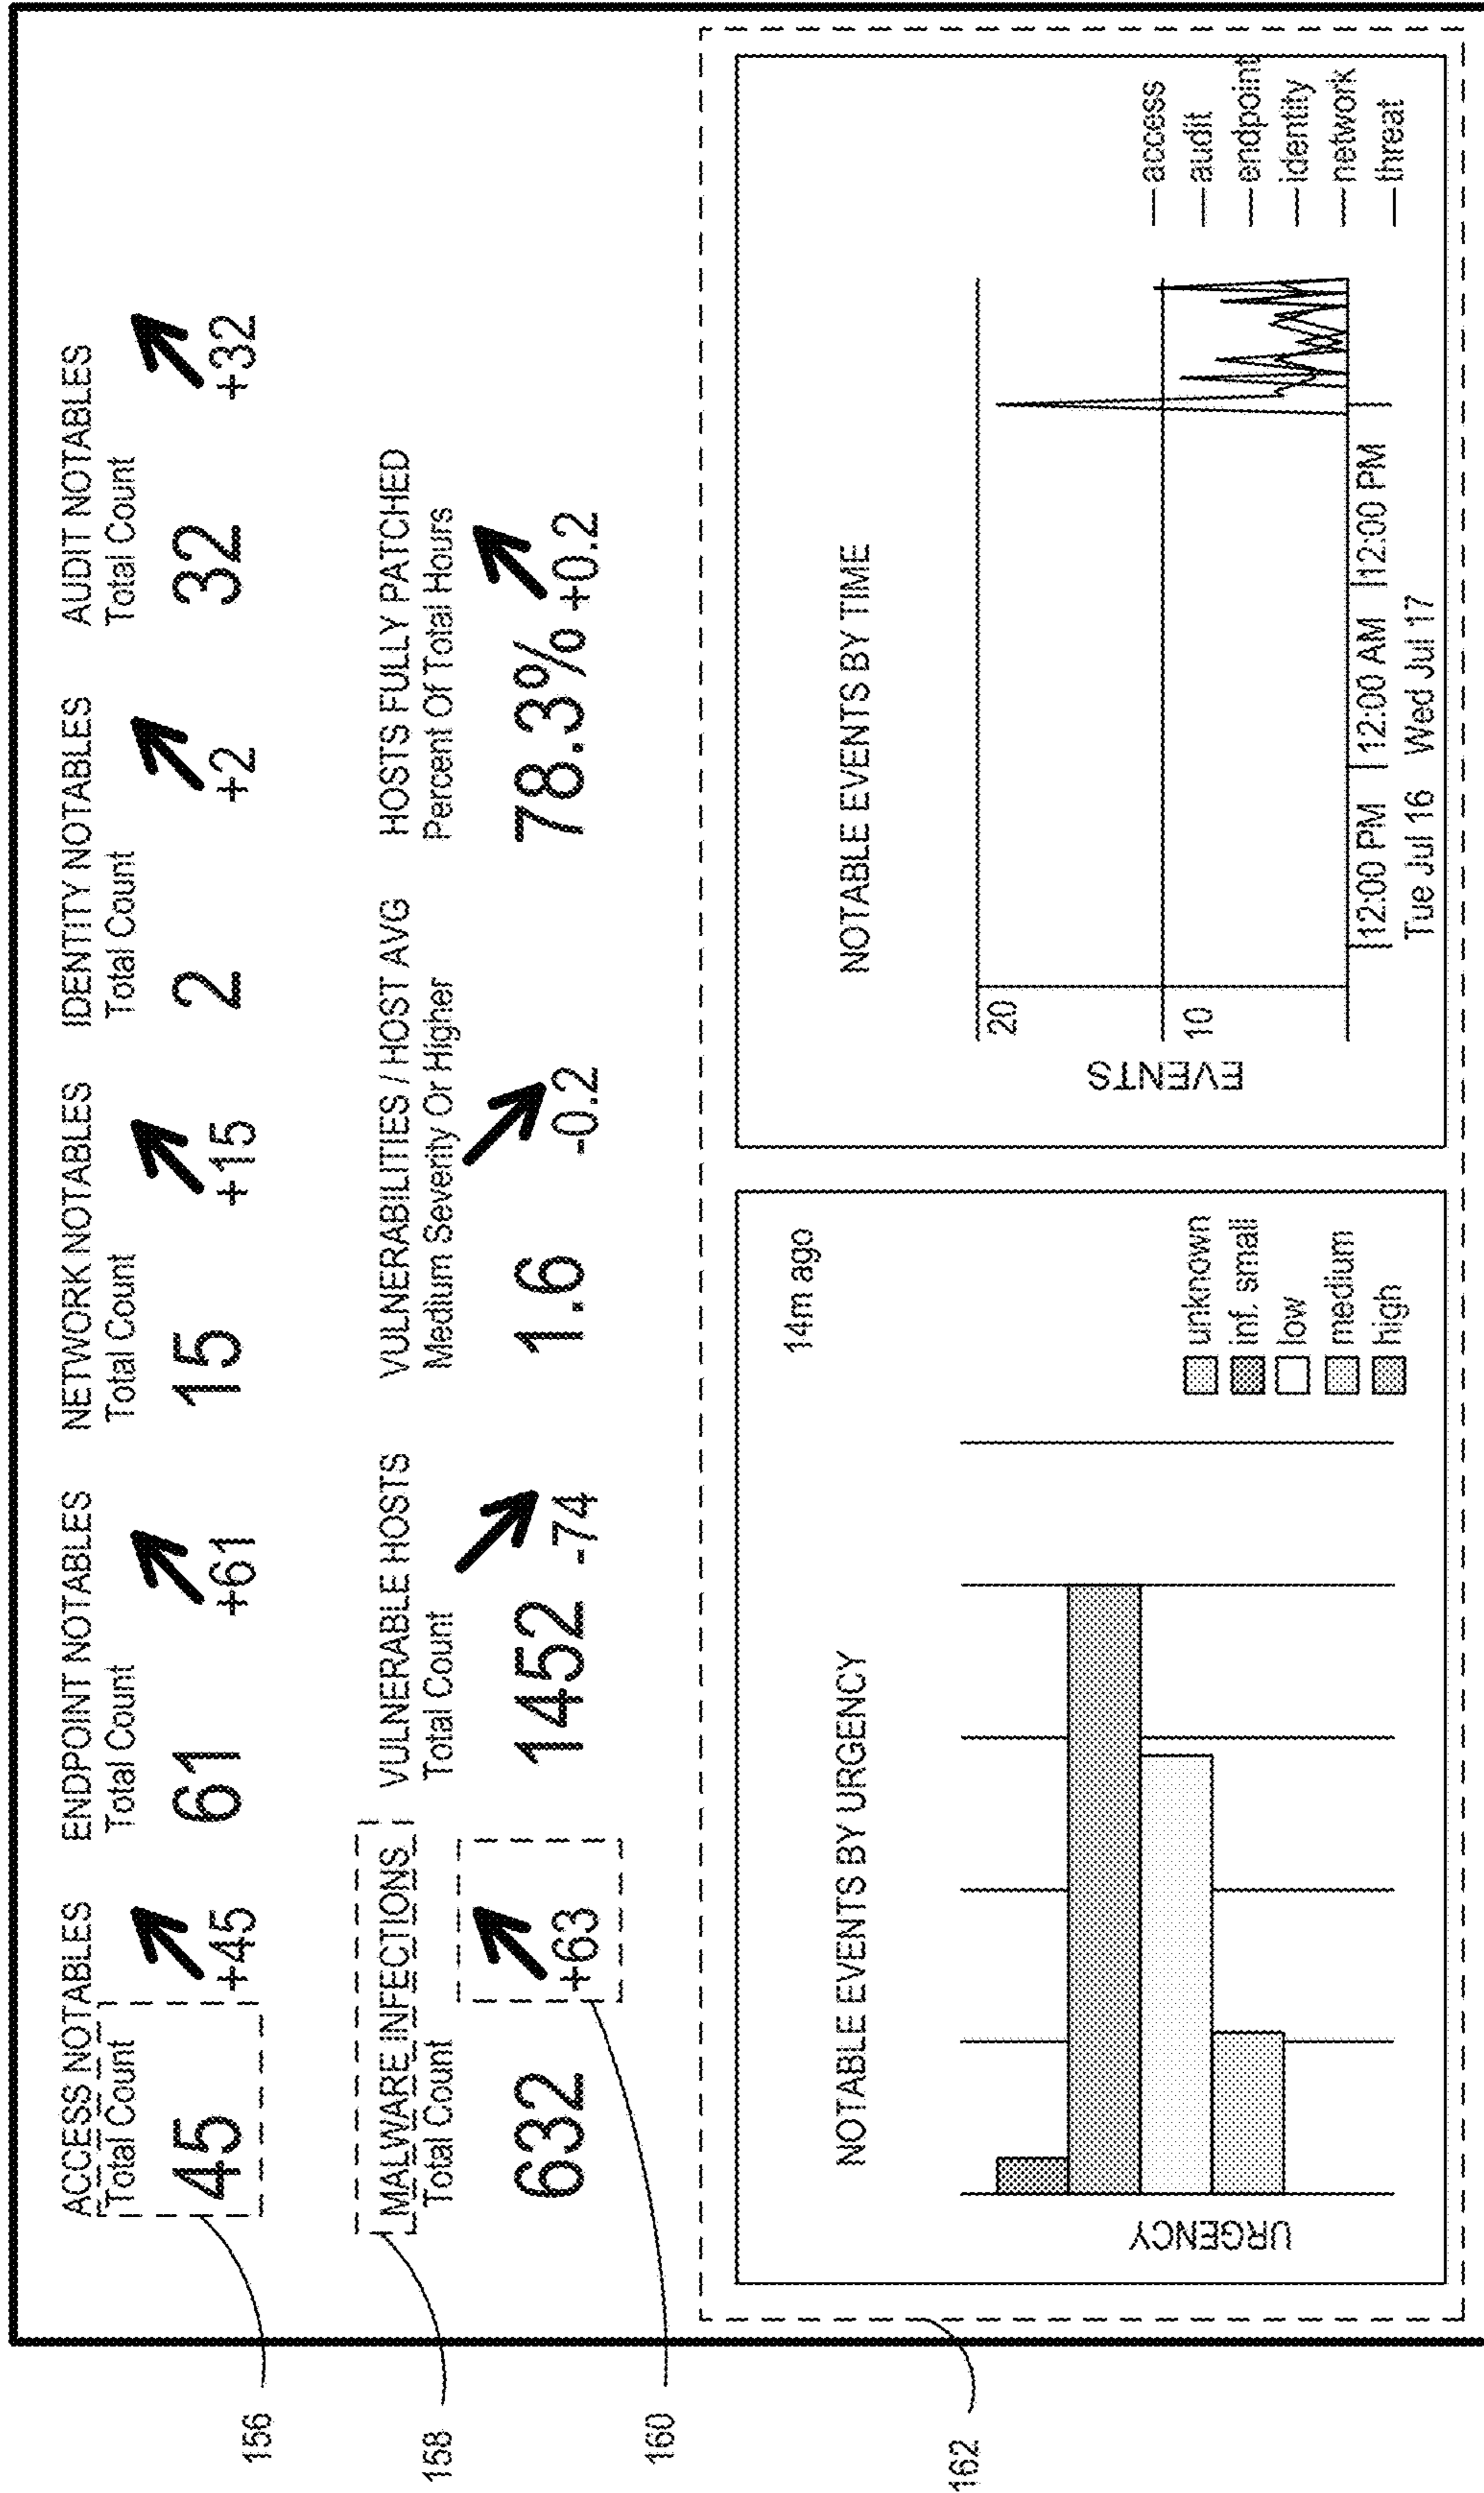 ACCESS NOTABLES ENDPOINT NOTABLES NETWORK NOTABLES IDENTITY NOTABLES AUDIT NOTABLES
Total Count Total Count Total Count Total Count Total Count
45 +45 61 +61 15 +15 2 +2 32 +32
156
MALWARE INFECTIONS VULNERABLE HOSTS VULNERABILITIES / HOST AVG HOSTS FULLY PATCHED
Total Count Total Count Medium Severity Or Higher Percent Of Total Hours
632 +63 1452 -74 1.6 -0.2 78.3% +0.2
158
160
162
NOTABLE EVENTS BY URGENCY
14m ago
URGENCY
unknown
inf. small
low
medium
high
NOTABLE EVENTS BY TIME
EVENTS
20
10
12:00 PM 12:00 AM 12:00 PM
Tue Jul 16 Wed Jul 17
access
audit
endpoint
identity
network
threat